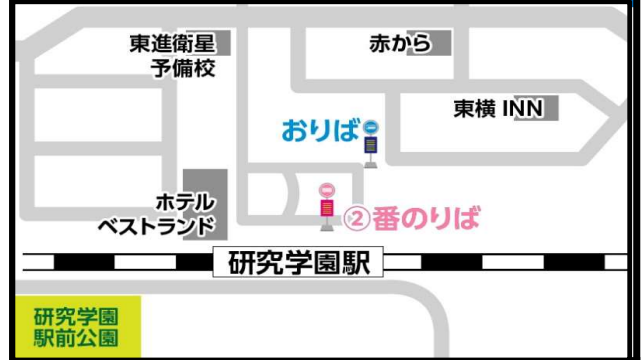 東進衛星
予備校
赤から
東横 INN
おりば
ホテル
ベストランド
②番のりば
研究学園駅
研究学園
駅前公園